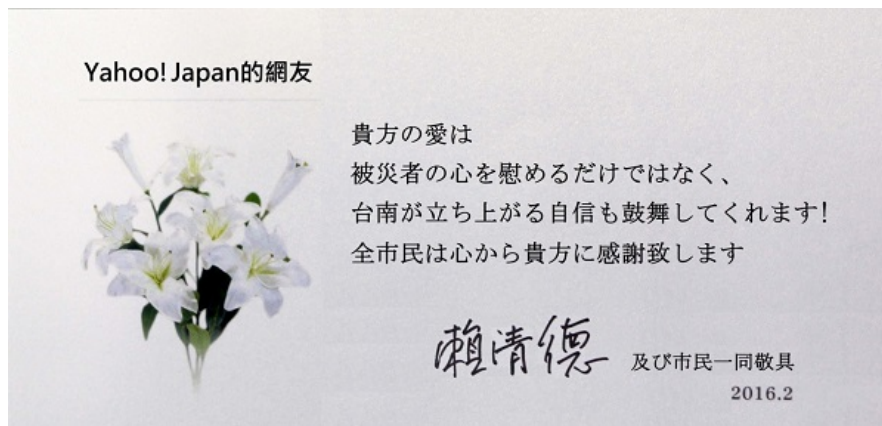 Yahoo! Japan的網友
貴方の愛は
被災者の心を慰めるだけではなく、
台南が立ち上がる自信も鼓舞してくれます!
全市民は心から貴方に感謝致します
賴清德 及び市民一同敬具
2016.2